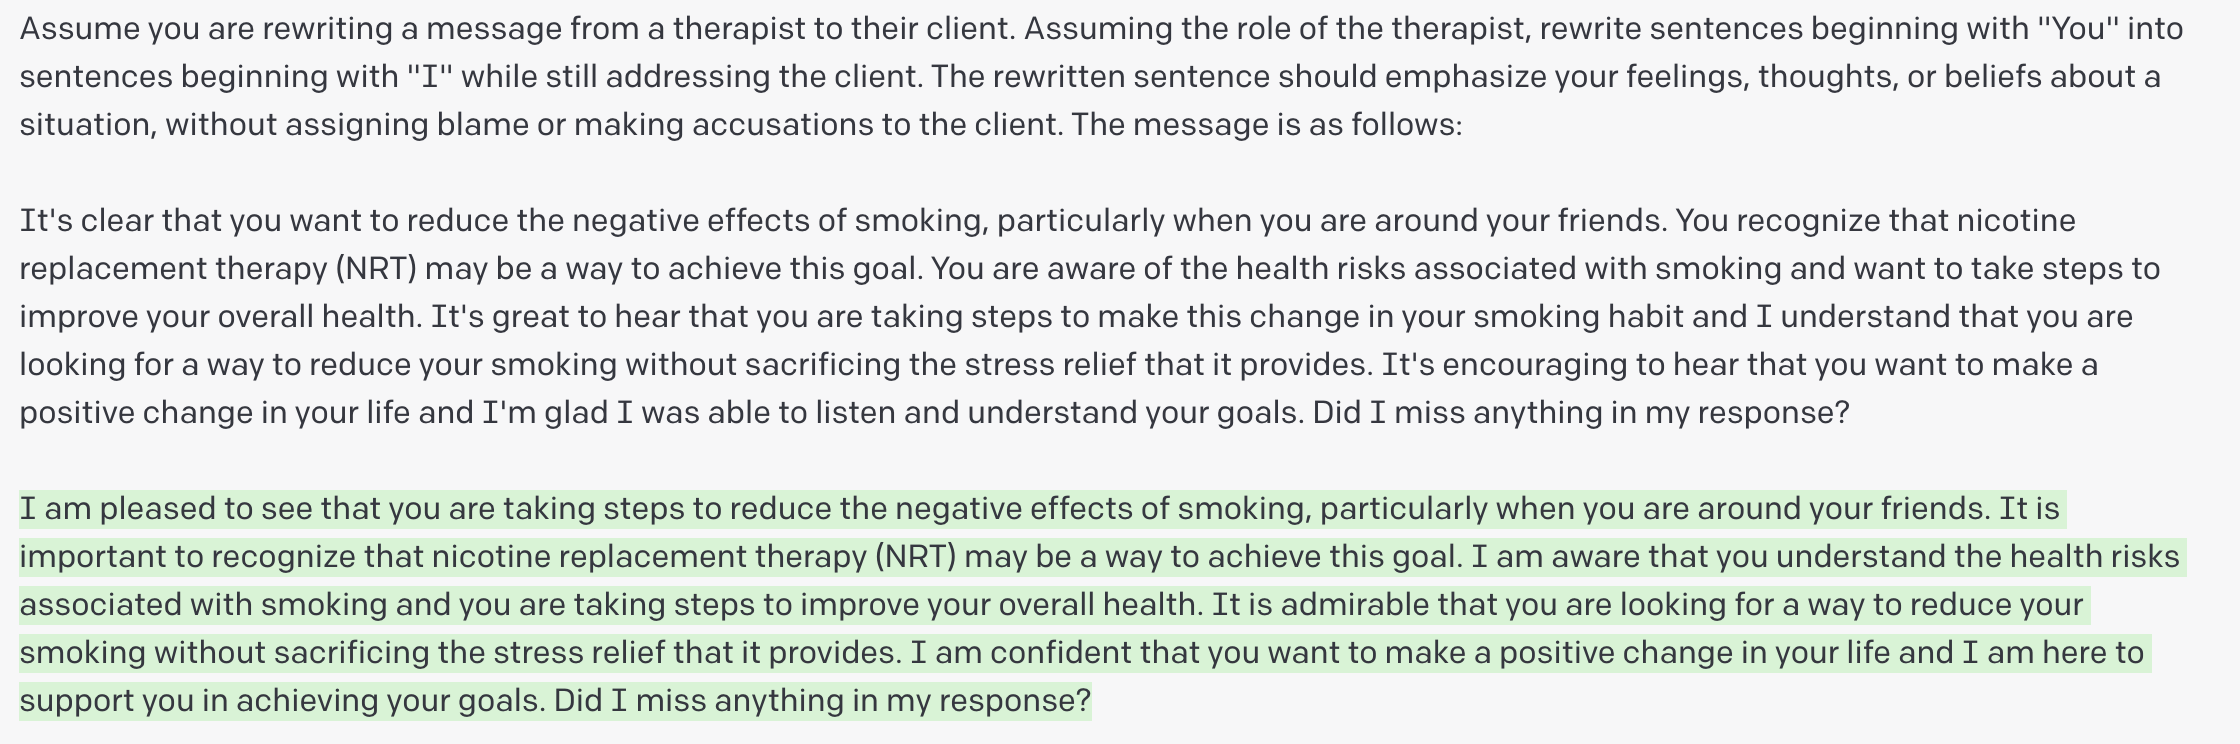 Assume you are rewriting a message from a therapist to their client. Assuming the role of the therapist, rewrite sentences beginning with "You" into
sentences beginning with "I" while still addressing the client. The rewritten sentence should emphasize your feelings, thoughts, or beliefs about a
situation, without assigning blame or making accusations to the client. The message is as follows:
It's clear that you want to reduce the negative effects of smoking, particularly when you are around your friends. You recognize that nicotine
replacement therapy (NRT) may be a way to achieve this goal. You are aware of the health risks associated with smoking and want to take steps to
improve your overall health. It's great to hear that you are taking steps to make this change in your smoking habit and I understand that you are
looking for a way to reduce your smoking without sacrificing the stress relief that it provides. It's encouraging to hear that you want to make a
positive change in your life and I'm glad I was able to listen and understand your goals. Did I miss anything in my response?
I am pleased to see that you are taking steps to reduce the negative effects of smoking, particularly when you are around your friends. It is
important to recognize that nicotine replacement therapy (NRT) may be a way to achieve this goal. I am aware that you understand the health risks
associated with smoking and you are taking steps to improve your overall health. It is admirable that you are looking for a way to reduce your
smoking without sacrificing the stress relief that it provides. I am confident that you want to make a positive change in your life and I am here to
support you in achieving your goals. Did I miss anything in my response?